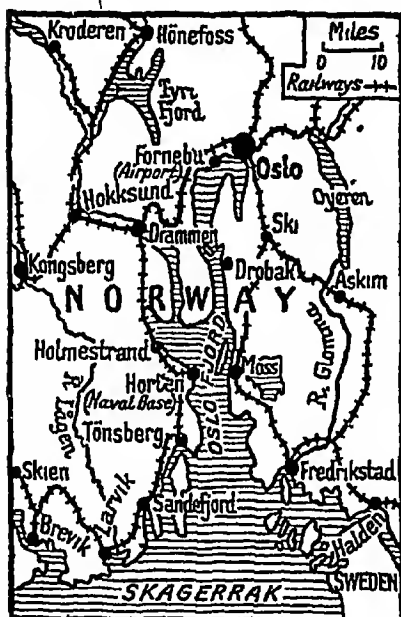 Kroderen
Hönefoss
Miles
0 10
Railways
Tyri
Fjord
Fornebu
(Airport)
Oslo
Öyeren
Hokksund
Drammen
Ski
Kongsberg
Drobak
Askim
NORWAY
Holmestrand
Horten
(Naval Base)
OSLO FJORD
Moss
R. Glomma
R. Lågen
Tönsberg
Skien
Larvik
Sandefjord
Fredrikstad
Brevik
Halden
SWEDEN
SKAGERRAK